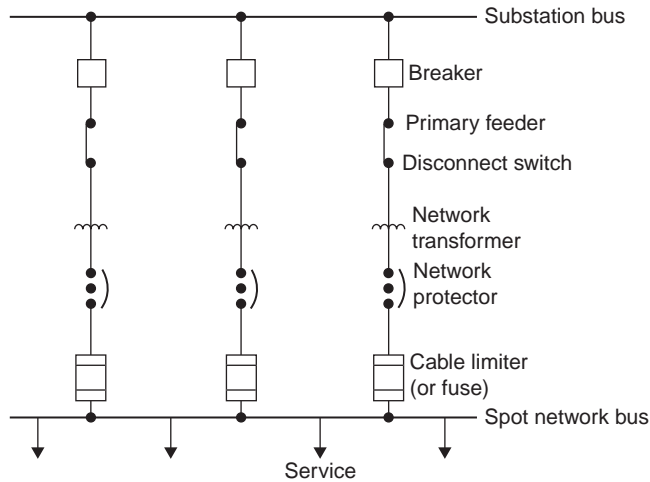 Substation bus
Breaker
Primary feeder
Disconnect switch
Network
transformer
Network
protector
Cable limiter
(or fuse)
Spot network bus
Service